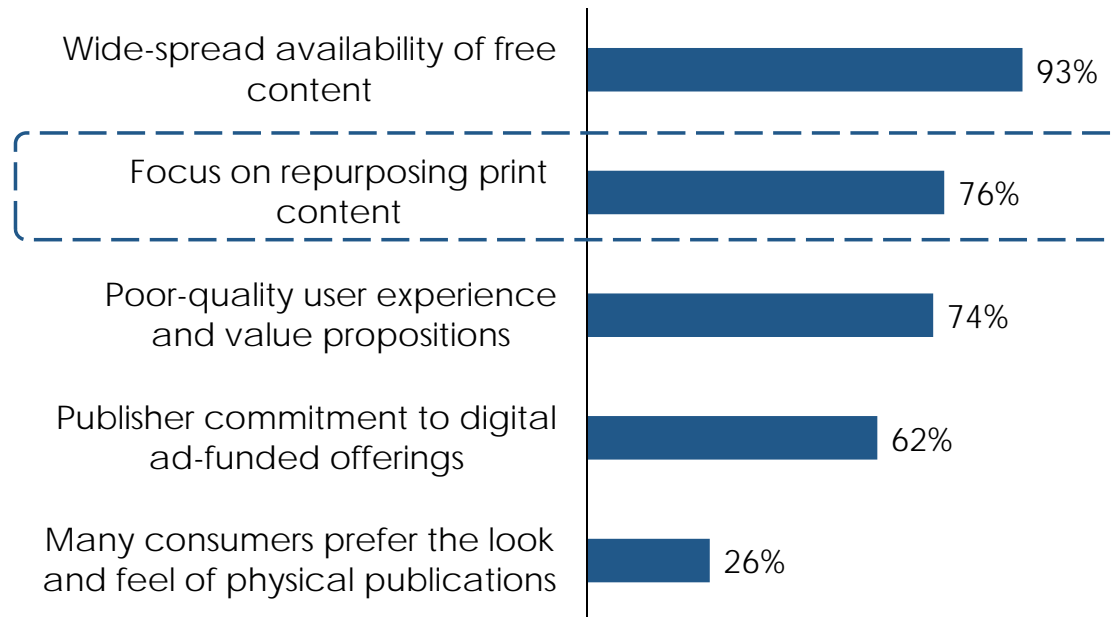 Wide-spread availability of free
content
93%
Focus on repurposing print
content
76%
Poor-quality user experience
and value propositions
74%
Publisher commitment to digital
ad-funded offerings
62%
Many consumers prefer the look
and feel of physical publications
26%